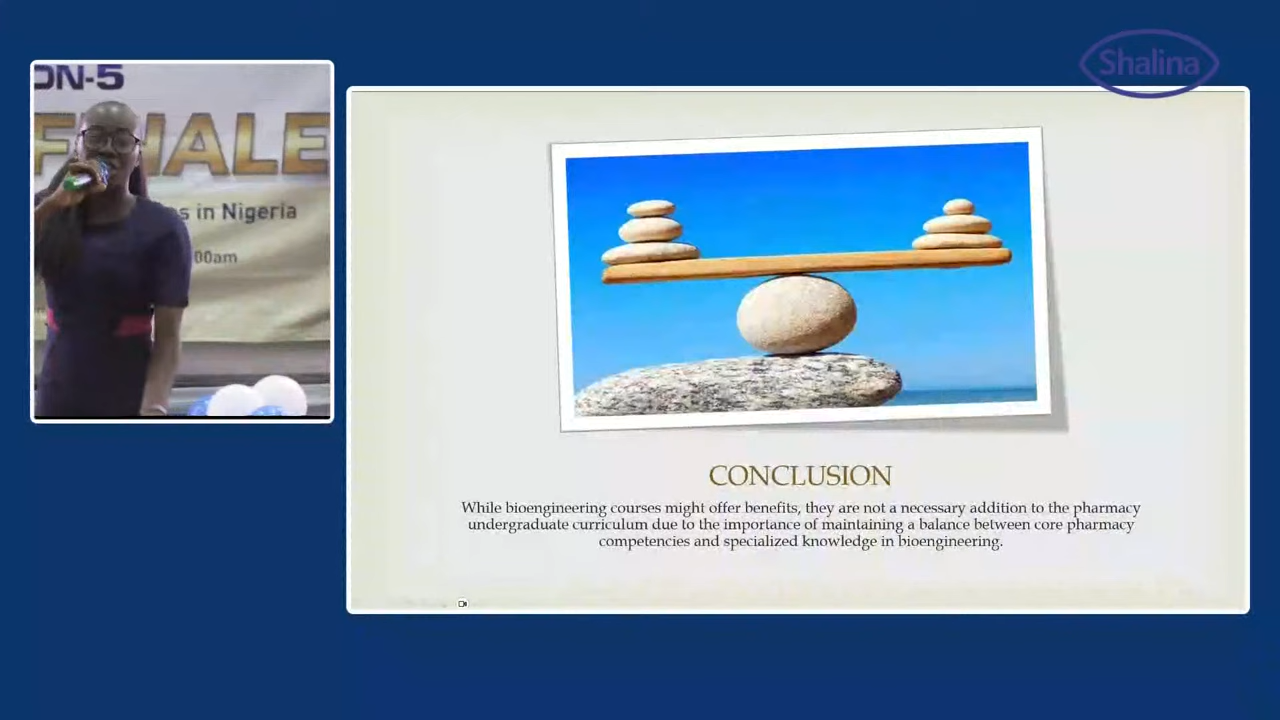 Shalina
ON-5
FINALE
s in Nigeria
00am
CONCLUSION
While bioengineering courses might offer benefits, they are not a necessary addition to the pharmacy
undergraduate curriculum due to the importance of maintaining a balance between core pharmacy
competencies and specialized knowledge in bioengineering.